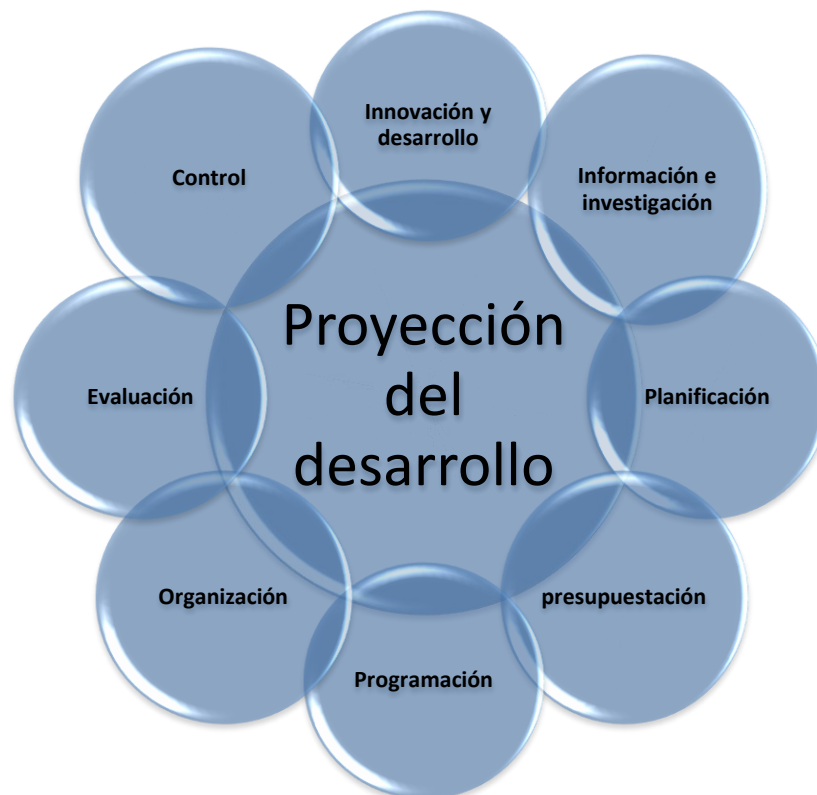 Innovación y
desarrollo
Información e
investigación
Planificación
presupuestación
Programación
Organización
Evaluación
Control
Proyección
del
desarrollo